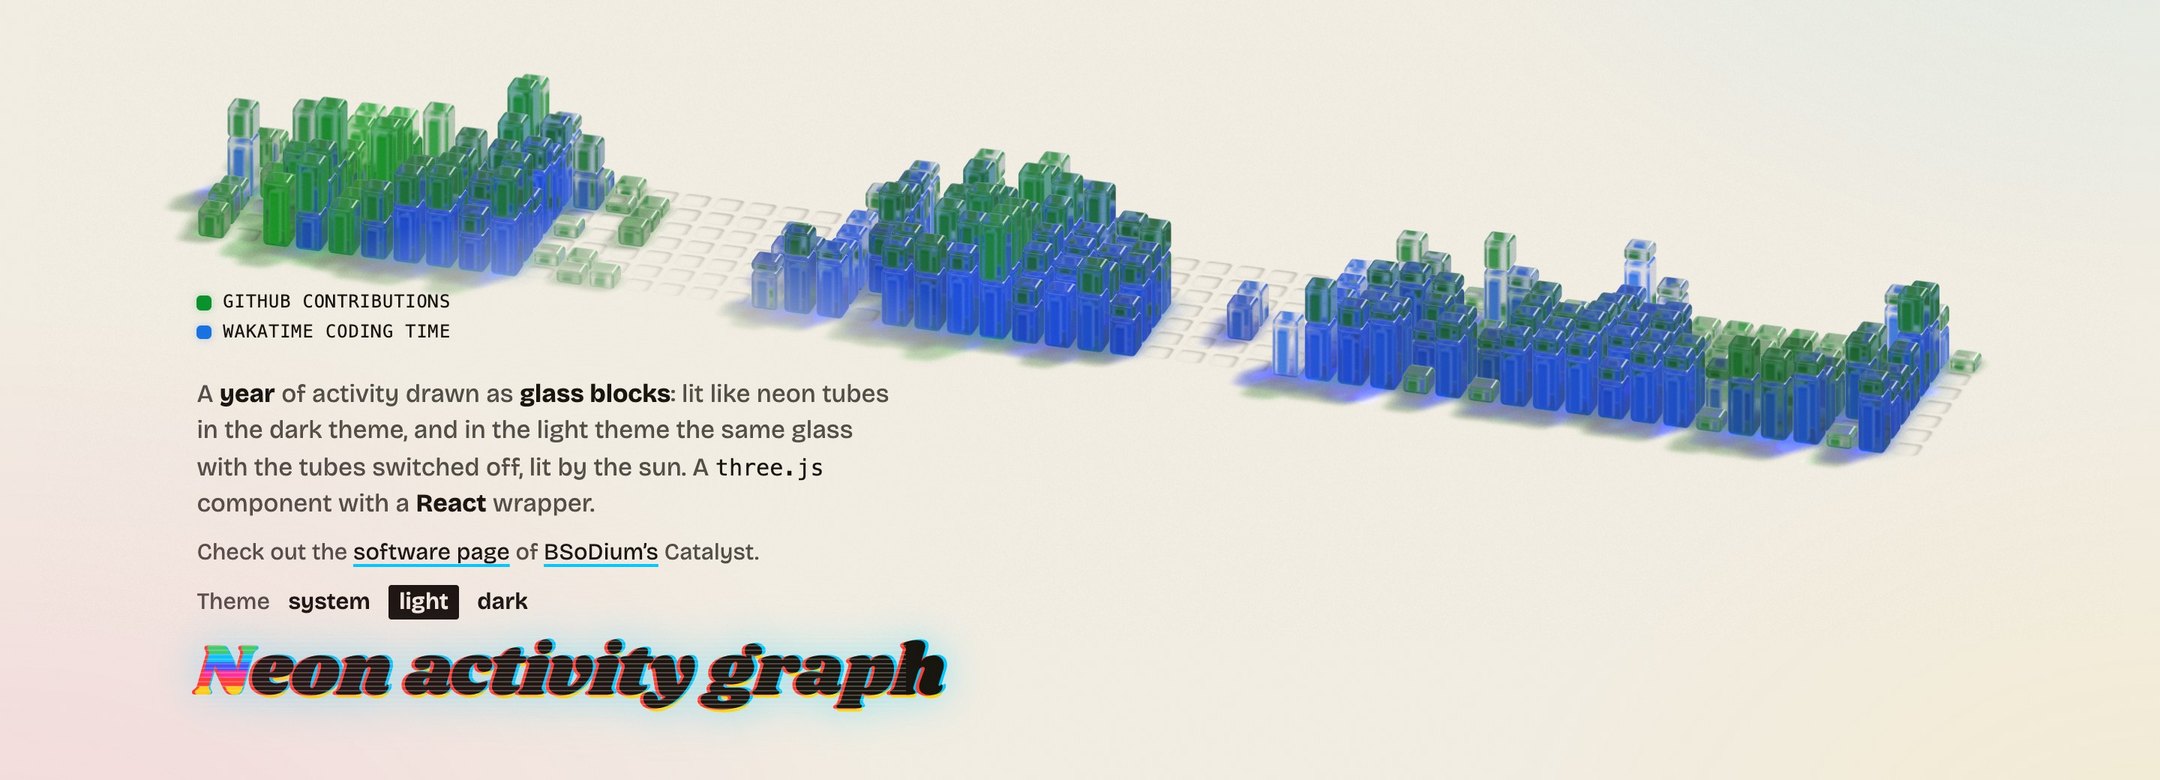 GITHUB CONTRIBUTIONS
WAKATIME CODING TIME
A year of activity drawn as glass blocks: lit like neon tubes
in the dark theme, and in the light theme the same glass
with the tubes switched off, lit by the sun. A three.js
component with a React wrapper.
Check out the software page of BSoDium's Catalyst.
Theme system light dark
Neon activity graph